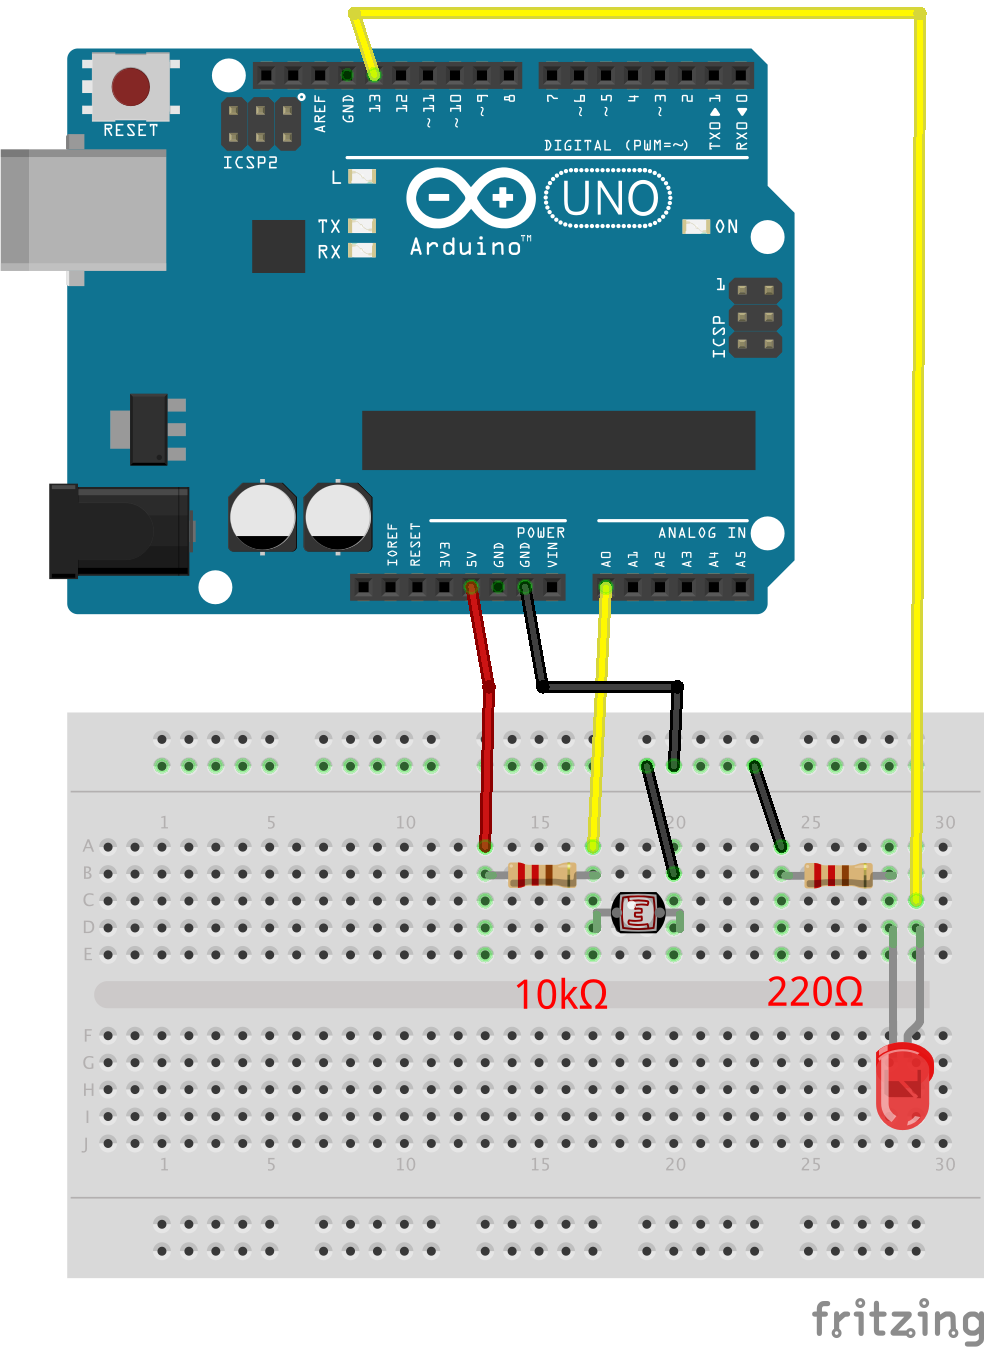 RESET
ICSP2
AREF
GND
13
12
~11
~10
~9
8
7
~6
~5
4
~3
2
TX0▶1
RX0◀0
DIGITAL (PWM=~)
L
TX
RX
Arduino™
UNO
ON
1
ICSP
IOREF
RESET
3V3
5V
GND
GND
VIN
POWER
A0
A1
A2
A3
A4
A5
ANALOG IN
1 5 10 15 20 25 30
A
B
C
D
E
10kΩ
220Ω
F
G
H
I
J
1 5 10 15 20 25 30
fritzing